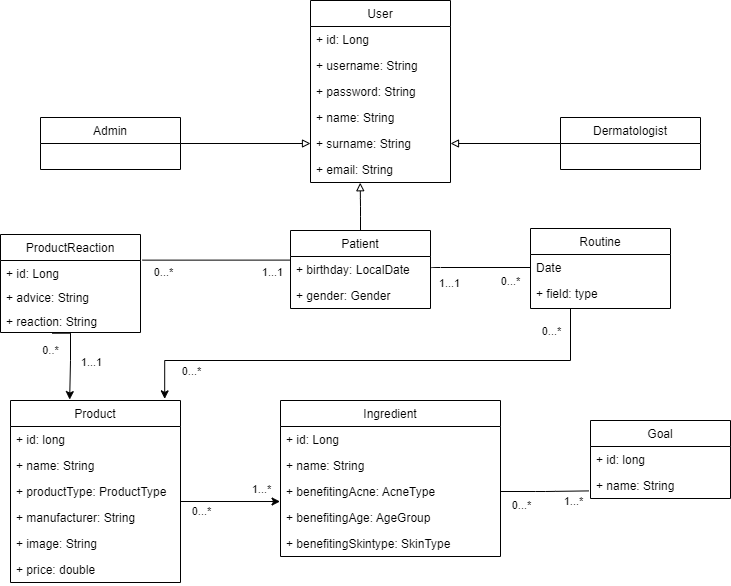 User
+ id: Long
+ username: String
+ password: String
+ name: String
+ surname: String
+ email: String
Admin
Dermatologist
ProductReaction
+ id: Long
+ advice: String
+ reaction: String
0...*
1...1
Patient
+ birthday: LocalDate
+ gender: Gender
1...1
0...*
Routine
Date
+ field: type
0..*
1...1
0...*
0...*
Product
+ id: long
+ name: String
+ productType: ProductType
+ manufacturer: String
+ image: String
+ price: double
1...*
0...*
Ingredient
+ id: Long
+ name: String
+ benefitingAcne: AcneType
+ benefitingAge: AgeGroup
+ benefitingSkintype: SkinType
0...*
1...*
Goal
+ id: long
+ name: String